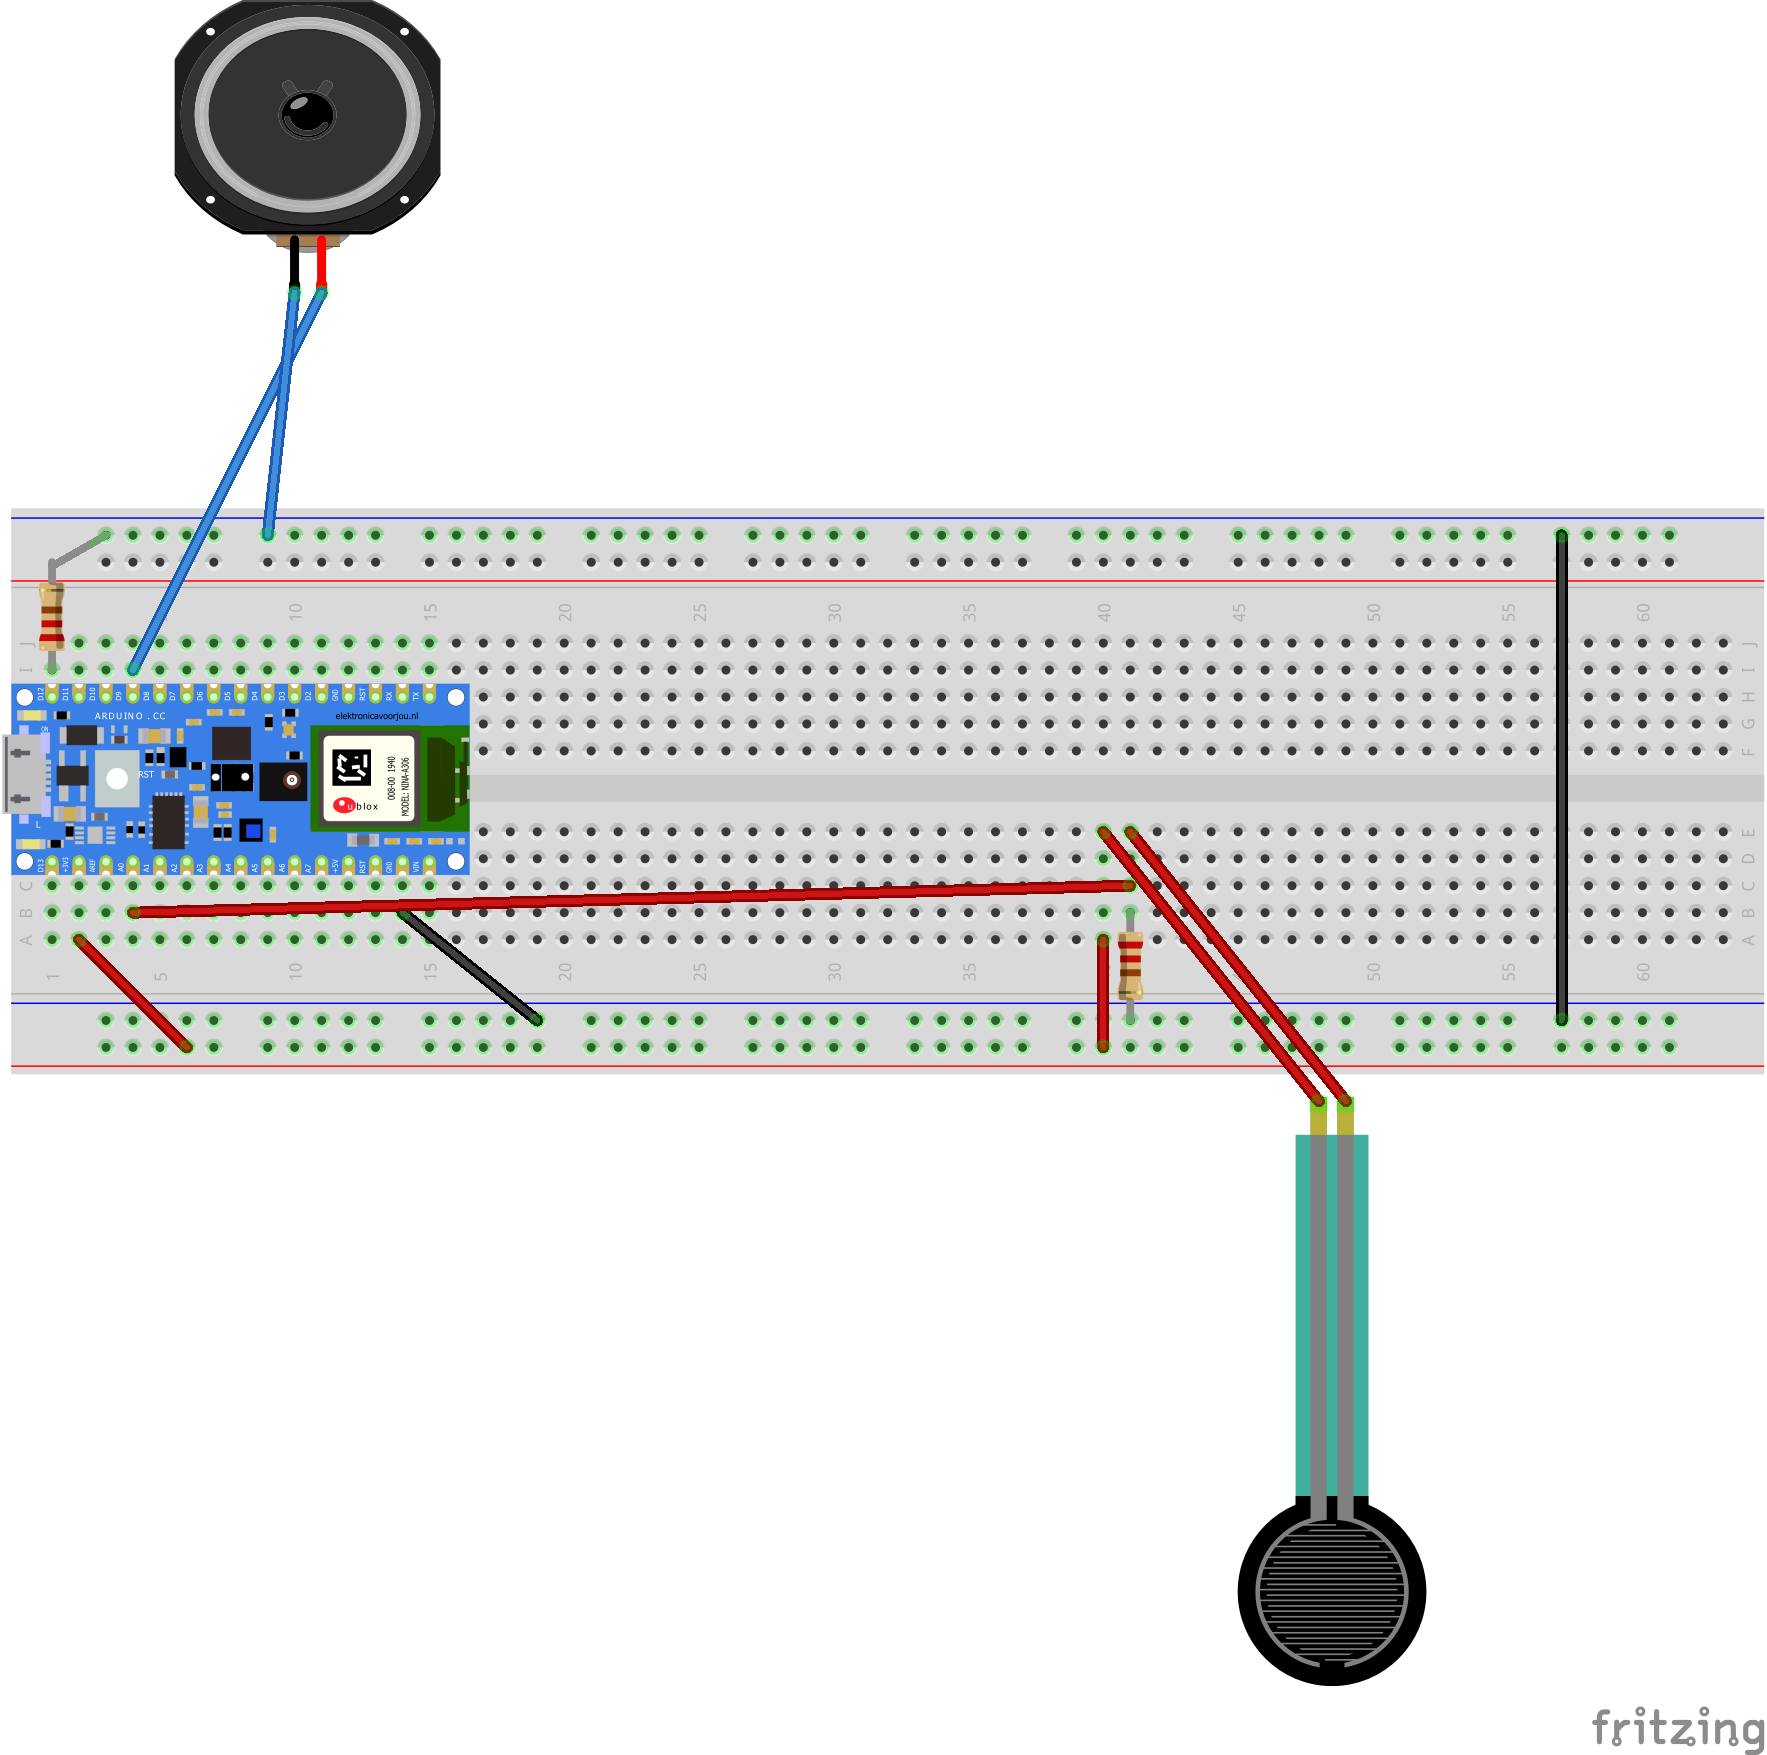 10 15 20 25 30 35 40 45 50 55 60
J J
I I
D12 D11 D10 D9 D8 D7 D6 D5 D4 D3 D2 GND RST RX TX
ARDUINO.CC elektronicavoorjou.nl
H
G
F
RST
008-00 1940
MODEL: NINA-A306
ublox
L
E
D
D13 +3V3 AREF A0 A1 A2 A3 A4 A5 A6 A7 +5V RST GND VIN
C C
B B
A A
1 5 10 15 20 25 30 35 50 55 60
fritzing